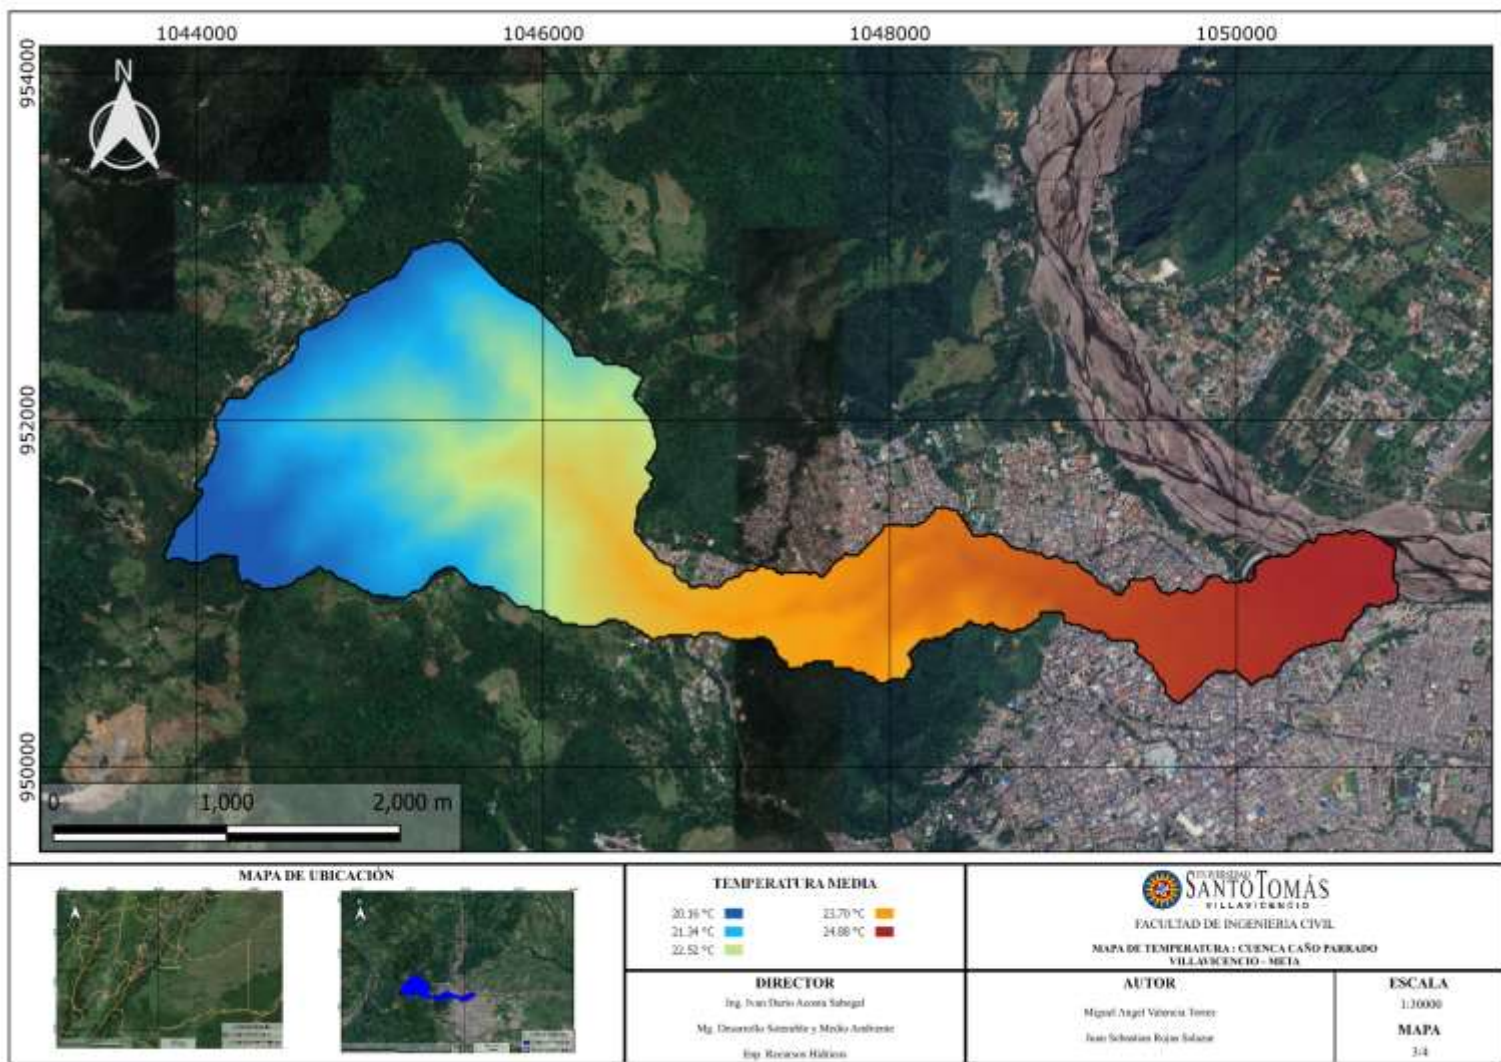 1044000 1046000 1048000 1050000
954000
952000
950000
N
0 1,000 2,000 m
MAPA DE UBICACIÓN
TEMPERATURA MEDIA
20.16 °C
21.34 °C
22.52 °C
23.70 °C
24.88 °C
UNIVERSIDAD
SANTO TOMÁS
VILLAVICENCIO
FACULTAD DE INGENIERIA CIVIL
MAPA DE TEMPERATURA : CUENCA CAÑO PARRADO
VILLAVICENCIO - META
DIRECTOR
Ing. Ivan Dario Acosta
Mg. Desarrollo Sostenible y Medio Ambiente
Esp. Recursos Hídricos
AUTOR
Miguel Angel Valencia Torres
Juan Sebastian Rojas Salazar
ESCALA
1:30000
MAPA
3/4